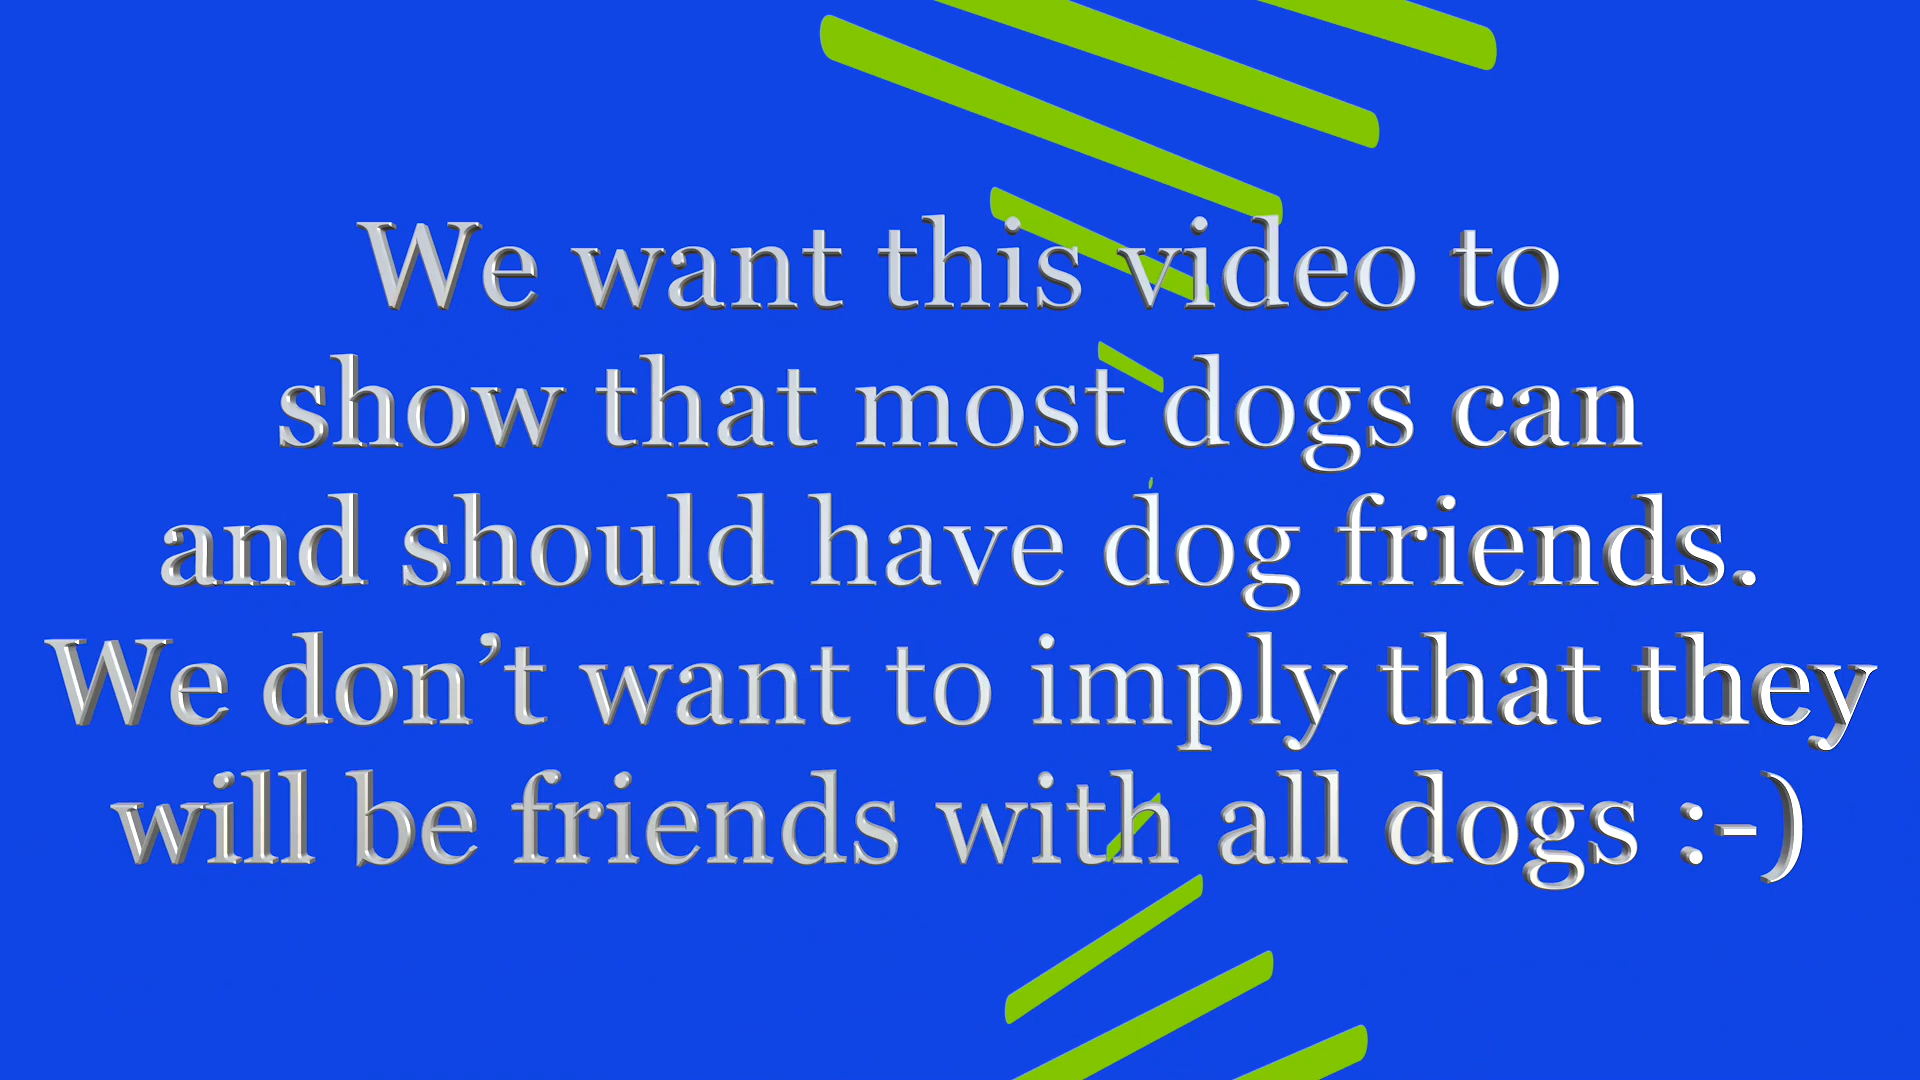 We want this video to
show that most dogs can
and should have dog friends.
We don’t want to imply that they
will be friends with all dogs :-)